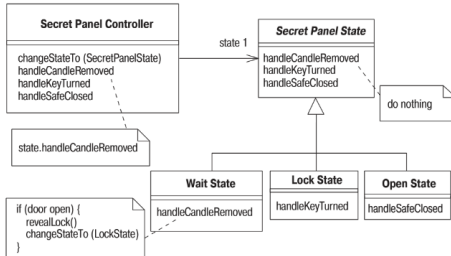 Secret Panel Controller
changeStateTo (SecretPanelState)
handleCandleRemoved
handleKeyTurned
handleSafeClosed
state 1
Secret Panel State
handleCandleRemoved
handleKeyTurned
handleSafeClosed
do nothing
state.handleCandleRemoved
Wait State
handleCandleRemoved
Lock State
handleKeyTurned
Open State
handleSafeClosed
if (door open) {
revealLock()
changeStateTo (LockState)
}